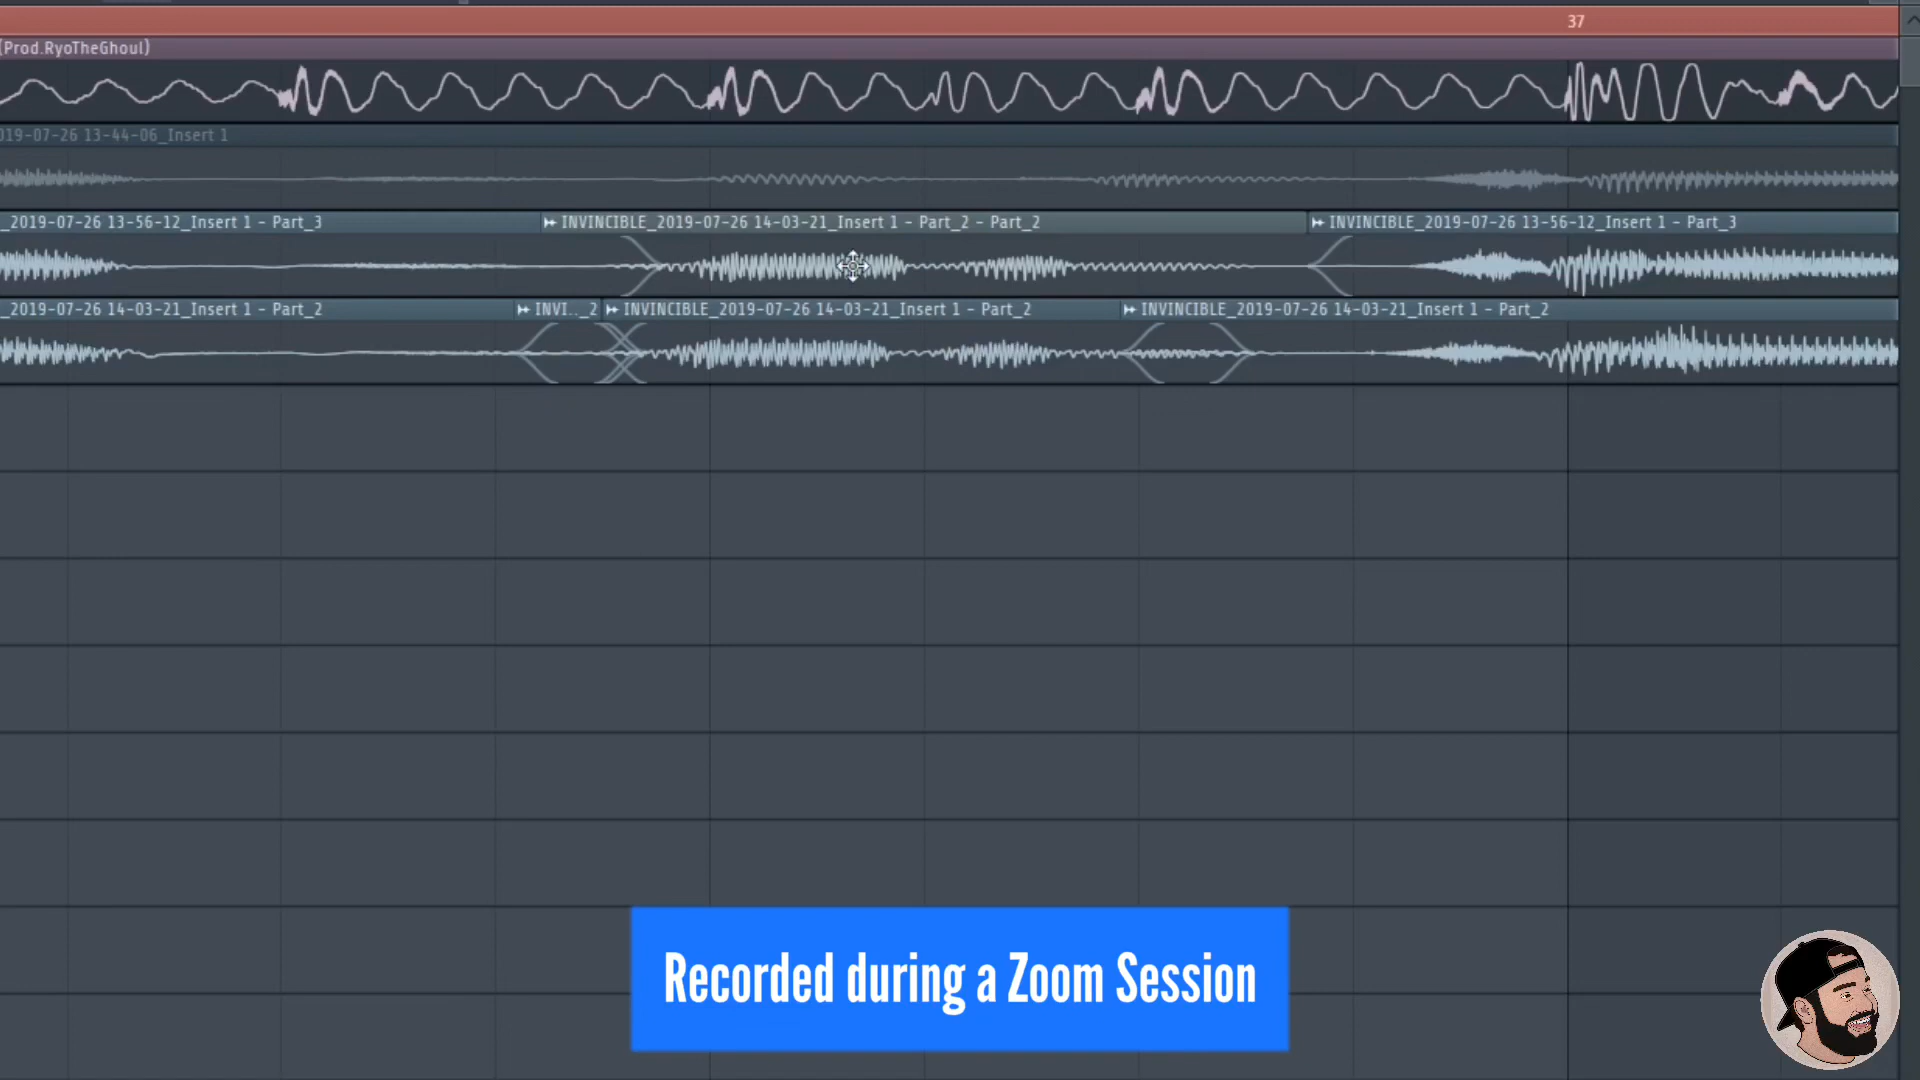 37
(Prod.RyoTheGhoul)
019-07-26 13-44-06_Insert 1
_2019-07-26 13-56-12_Insert 1 - Part_3
INVINCIBLE_2019-07-26 14-03-21_Insert 1 - Part_2 - Part_2
INVINCIBLE_2019-07-26 13-56-12_Insert 1 - Part_3
_2019-07-26 14-03-21_Insert 1 - Part_2
INVI.._2
INVINCIBLE_2019-07-26 14-03-21_Insert 1 - Part_2
INVINCIBLE_2019-07-26 14-03-21_Insert 1 - Part_2
Recorded during a Zoom Session